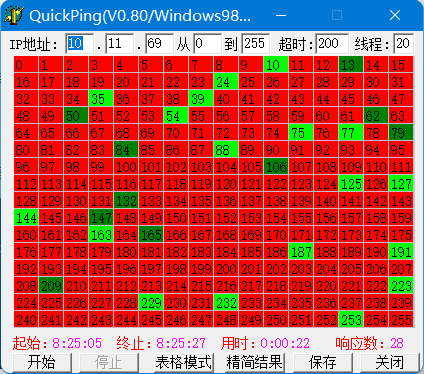 QuickPing(V0.80/Windows98...
IP地址: 10 . 11 . 69 从 0 到 255 超时: 200 线程: 20
0 1 2 3 4 5 6 7 8 9 10 11 12 13 14 15
16 17 18 19 20 21 22 23 24 25 26 27 28 29 30 31
32 33 34 35 36 37 38 39 40 41 42 43 44 45 46 47
48 49 50 51 52 53 54 55 56 57 58 59 60 61 62 63
64 65 66 67 68 69 70 71 72 73 74 75 76 77 78 79
80 81 82 83 84 85 86 87 88 89 90 91 92 93 94 95
96 97 98 99 100 101 102 103 104 105 106 107 108 109 110 111
112 113 114 115 116 117 118 119 120 121 122 123 124 125 126 127
128 129 130 131 132 133 134 135 136 137 138 139 140 141 142 143
144 145 146 147 148 149 150 151 152 153 154 155 156 157 158 159
160 161 162 163 164 165 166 167 168 169 170 171 172 173 174 175
176 177 178 179 180 181 182 183 184 185 186 187 188 189 190 191
192 193 194 195 196 197 198 199 200 201 202 203 204 205 206 207
208 209 210 211 212 213 214 215 216 217 218 219 220 221 222 223
224 225 226 227 228 229 230 231 232 233 234 235 236 237 238 239
240 241 242 243 244 245 246 247 248 249 250 251 252 253 254 255
起始: 8:25:05 终止: 8:25:27 用时: 0:00:22 响应数: 28
开始 停止 表格模式 精简结果 保存 关闭